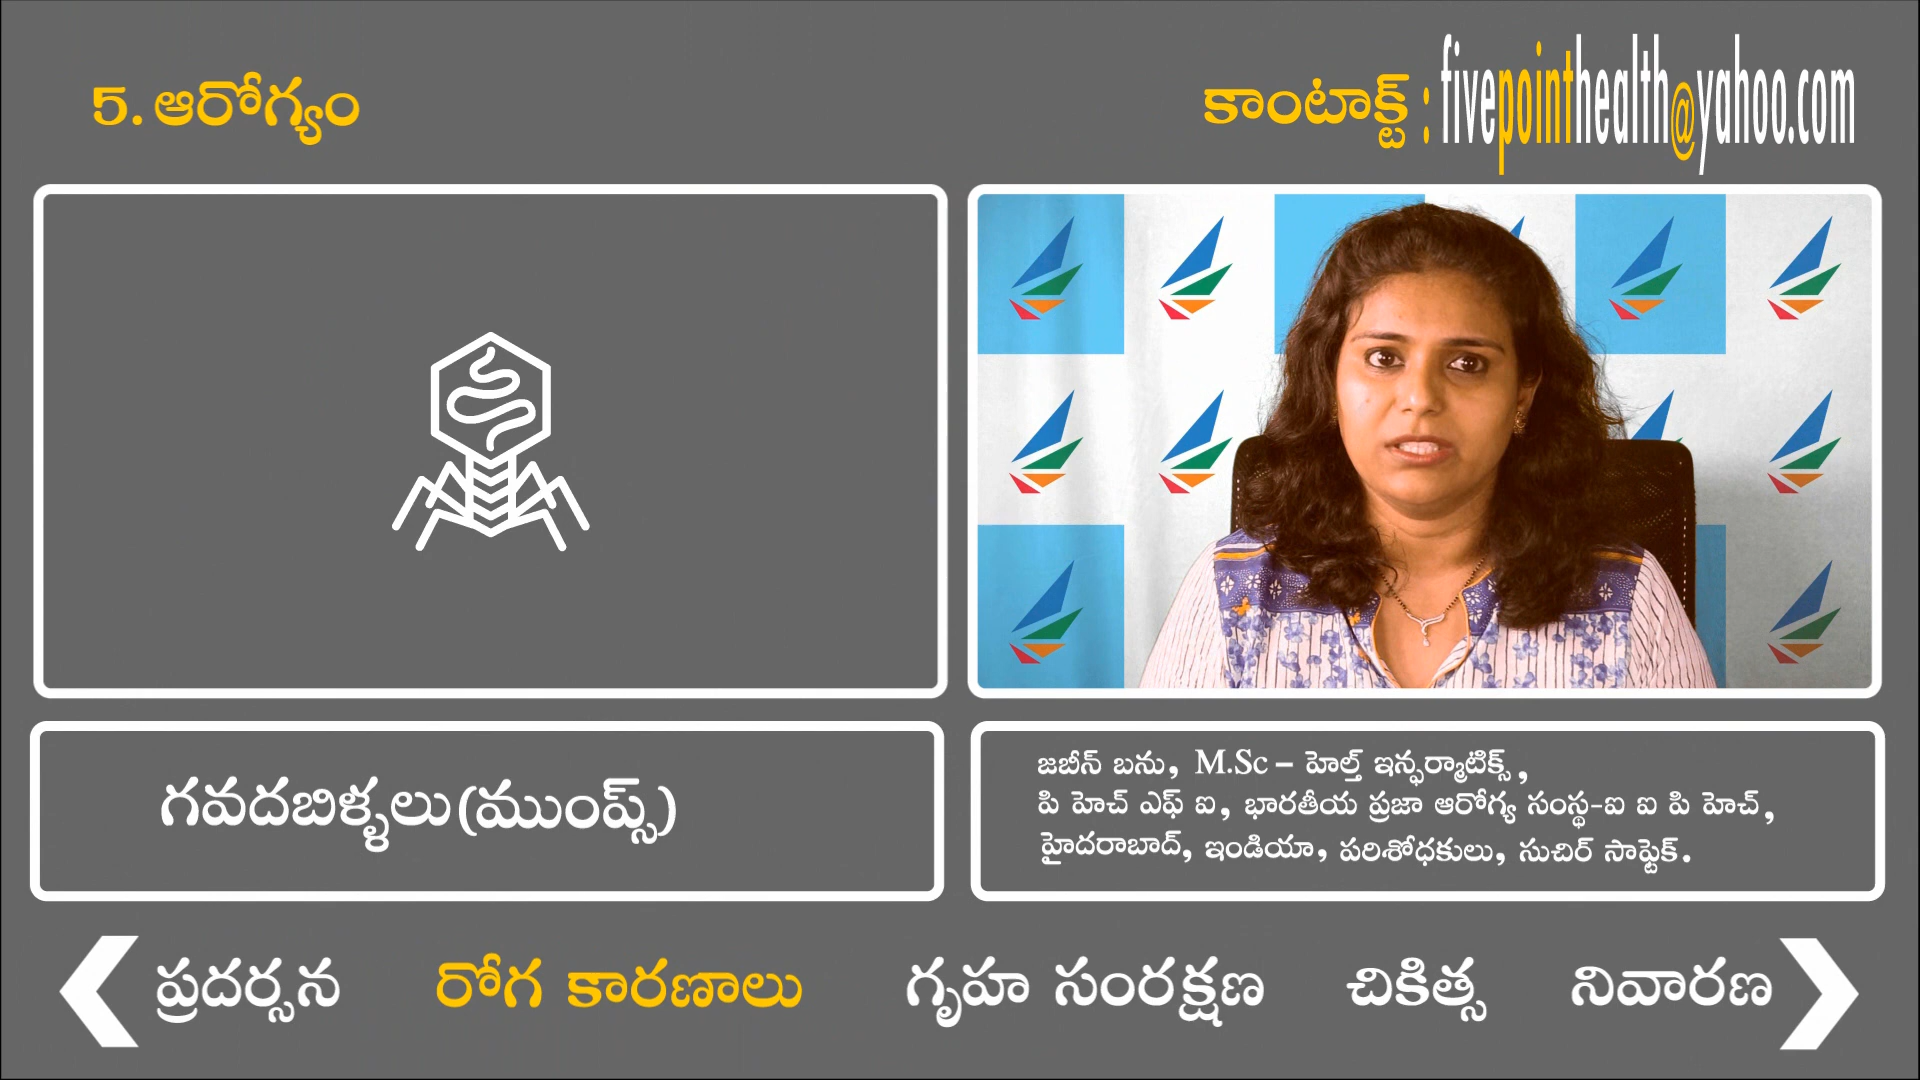 5. ఆరోగ్యం
కాంటాక్ట్ : fivepointhealth@yahoo.com
గవదబిళ్ళలు(ముంప్స్)
జబీన్ బను, M.Sc – హెల్త్ ఇన్ఫర్మాటిక్స్,
పి హెచ్ ఎఫ్ ఐ, భారతీయ ప్రజా ఆరోగ్య సంస్థ-ఐ ఐ పి హెచ్,
హైదరాబాద్, ఇండియా, పరిశోధకులు, సుచిర్ సాఫ్టెక్.
ప్రదర్సన రోగ కారణాలు గృహ సంరక్షణ చికిత్స నివారణ